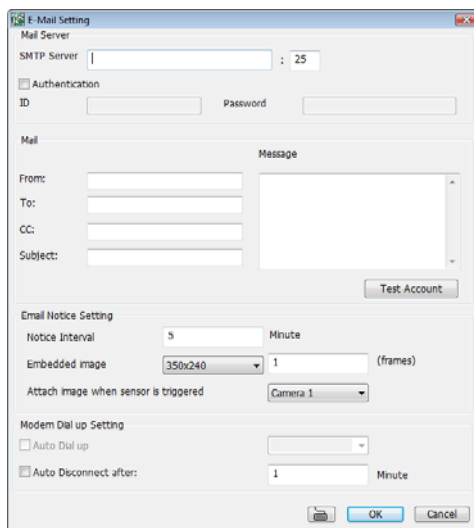 E-Mail Setting
Mail Server
SMTP Server : 25
Authentication
ID Password
Mail
Message
From:
To:
CC:
Subject:
Test Account
Email Notice Setting
Notice Interval 5 Minute
Embedded image 350x240 1 (frames)
Attach image when sensor is triggered Camera 1
Modem Dial up Setting
Auto Dial up
Auto Disconnect after: 1 Minute
OK Cancel